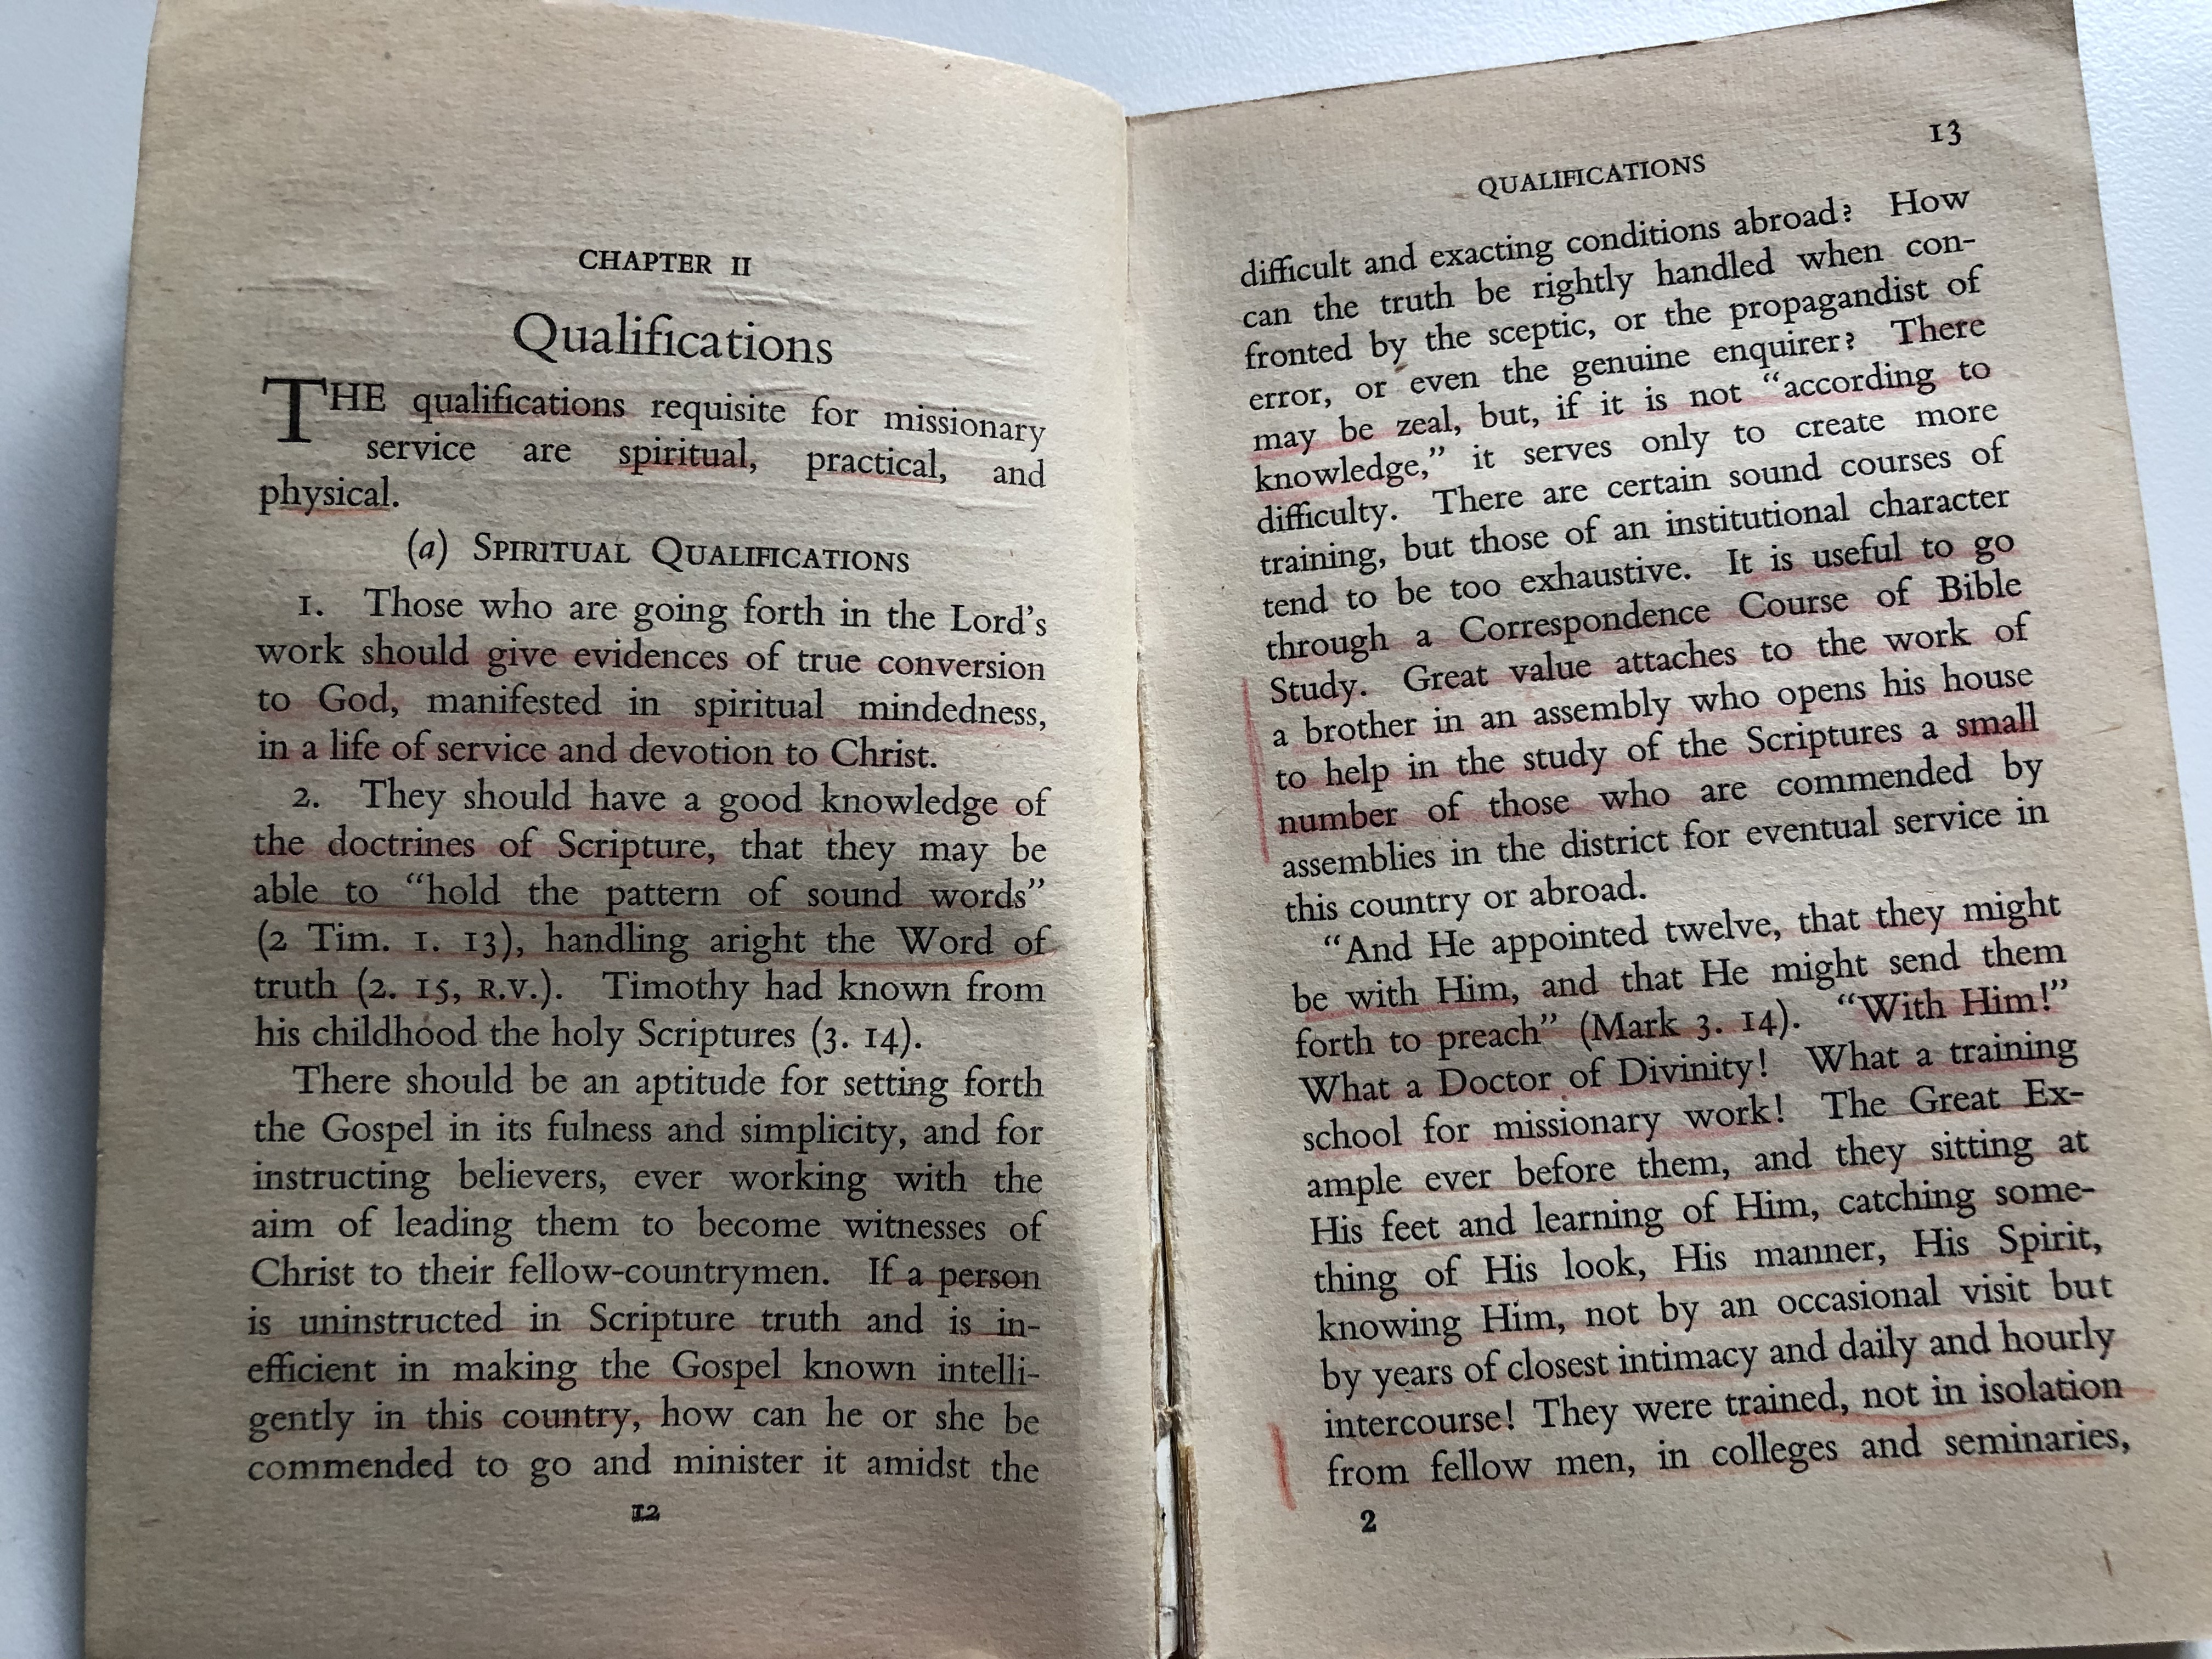 CHAPTER II
Qualifications
THE qualifications requisite for missionary
service are spiritual, practical, and
physical.
(a) SPIRITUAL QUALIFICATIONS
1. Those who are going forth in the Lord's
work should give evidences of true conversion
to God, manifested in spiritual mindedness,
in a life of service and devotion to Christ.
2. They should have a good knowledge of
the doctrines of Scripture, that they may be
able to “hold the pattern of sound words”
(2 Tim. 1. 13), handling aright the Word of
truth (2. 15, R.V.). Timothy had known from
his childhood the holy Scriptures (3. 14).
There should be an aptitude for setting forth
the Gospel in its fulness and simplicity, and for
instructing believers, ever working with the
aim of leading them to become witnesses of
Christ to their fellow-countrymen. If a person
is uninstructed in Scripture truth and is in-
efficient in making the Gospel known intelli-
gently in this country, how can he or she be
commended to go and minister it amidst the
12
13
QUALIFICATIONS
difficult and exacting conditions abroad? How
can the truth be rightly handled when con-
fronted by the sceptic, or the propagandist of
error, or even the genuine enquirer? There
may be zeal, but, if it is not “according to
knowledge,” it serves only to create more
difficulty. There are certain sound courses of
training, but those of an institutional character
tend to be too exhaustive. It is useful to go
through a Correspondence Course of Bible
Study. Great value attaches to the work of
a brother in an assembly who opens his house
to help in the study of the Scriptures a small
number of those who are commended by
assemblies in the district for eventual service in
this country or abroad.
“And He appointed twelve, that they might
be with Him, and that He might send them
forth to preach” (Mark 3. 14). “With Him!”
What a Doctor of Divinity! What a training
school for missionary work! The Great Ex-
ample ever before them, and they sitting at
His feet and learning of Him, catching some-
thing of His look, His manner, His Spirit,
knowing Him, not by an occasional visit but
by years of closest intimacy and daily and hourly
intercourse! They were trained, not in isolation
from fellow men, in colleges and seminaries,
2